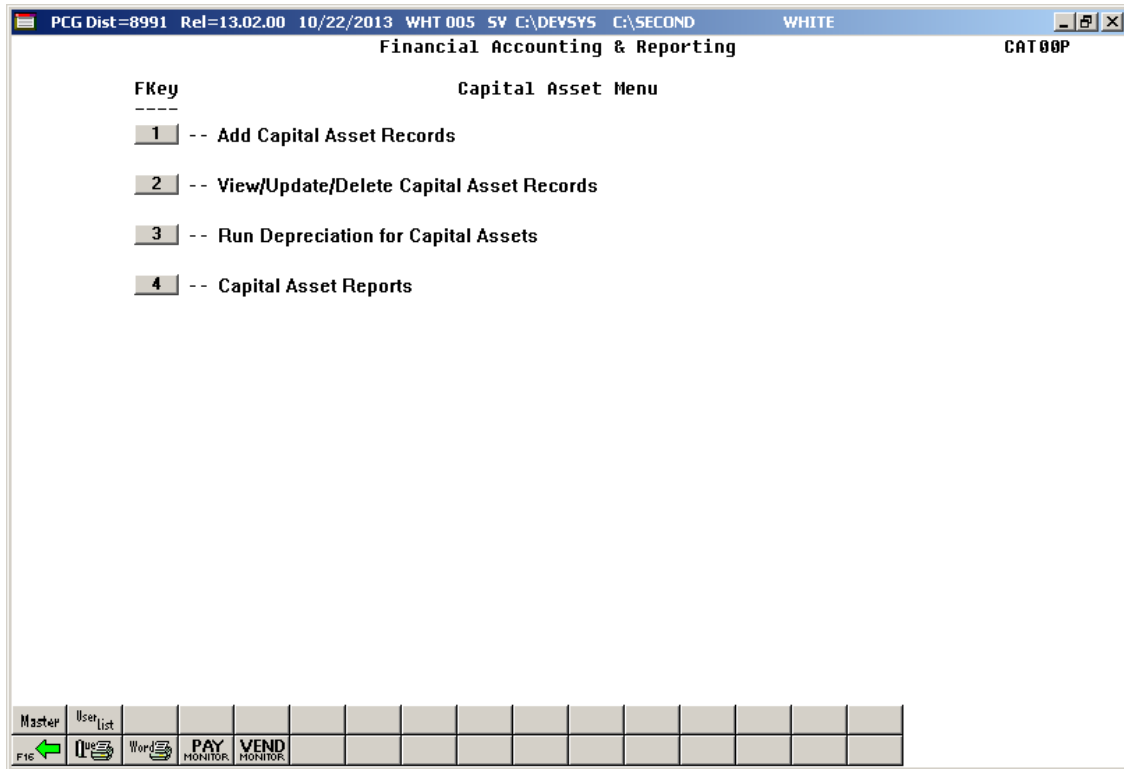 PCG Dist=8991 Rel=13.02.00 10/22/2013 WHT 005 SV C:\DEVSYS C:\SECOND WHITE
Financial Accounting & Reporting CAT00P
FKey Capital Asset Menu
----
1 -- Add Capital Asset Records
2 -- View/Update/Delete Capital Asset Records
3 -- Run Depreciation for Capital Assets
4 -- Capital Asset Reports
Master User List
F16 Que Word PAY MONITOR VEND MONITOR